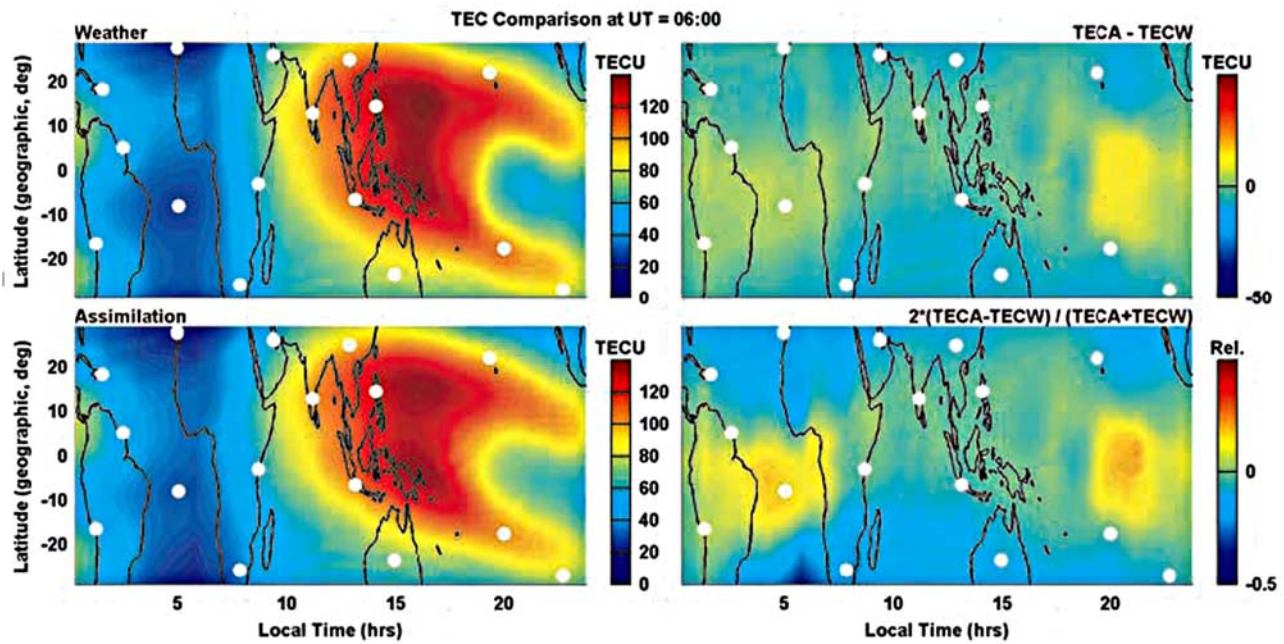 TEC Comparison at UT = 06:00
Weather
TECA - TECW
TECU
TECU
Latitude (geographic, deg)
20
10
0
-10
-20
120
100
80
60
40
20
0
0
-50
Assimilation
2*(TECA-TECW) / (TECA+TECW)
TECU
Rel.
Latitude (geographic, deg)
20
10
0
-10
-20
120
100
80
60
40
20
0
0
-0.5
5
10
15
20
5
10
15
20
Local Time (hrs)
Local Time (hrs)